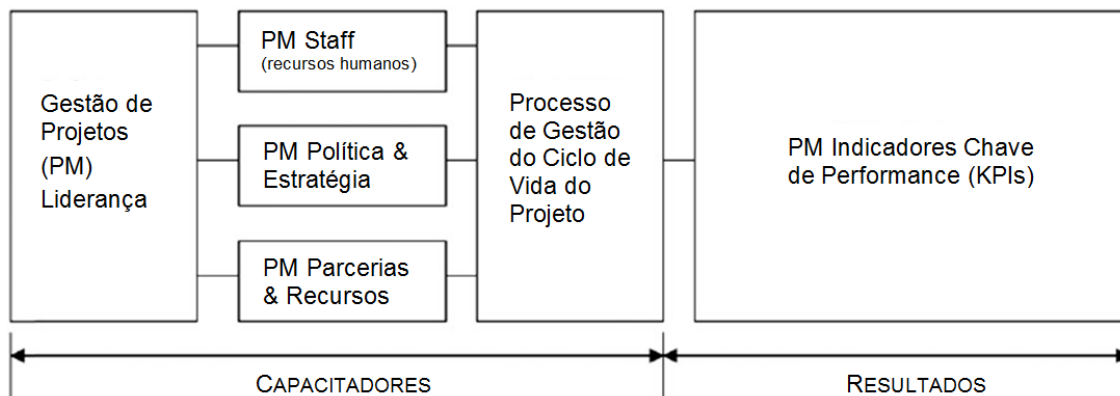 Gestão de
Projetos
(PM)
Liderança
PM Staff
(recursos humanos)
PM Política &
Estratégia
PM Parcerias
& Recursos
Processo
de Gestão
do Ciclo de
Vida do
Projeto
PM Indicadores Chave
de Performance (KPIs)
CAPACITADORES
RESULTADOS